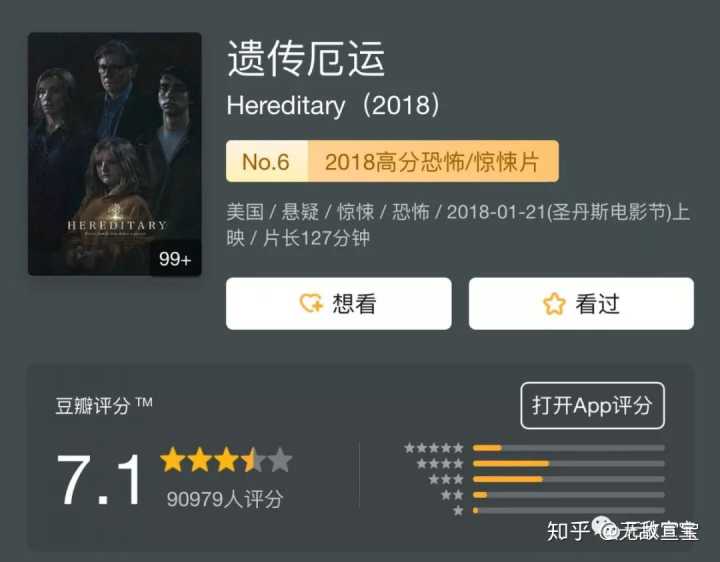 遗传厄运
Hereditary（2018）
No.6 2018高分恐怖/惊悚片
美国 / 悬疑 / 惊悚 / 恐怖 / 2018-01-21(圣丹斯电影节)上
映 / 片长127分钟
HEREDITARY
99+
想看
看过
豆瓣评分 TM
打开App评分
7.1
90979人评分
知乎 @无敌宣宝